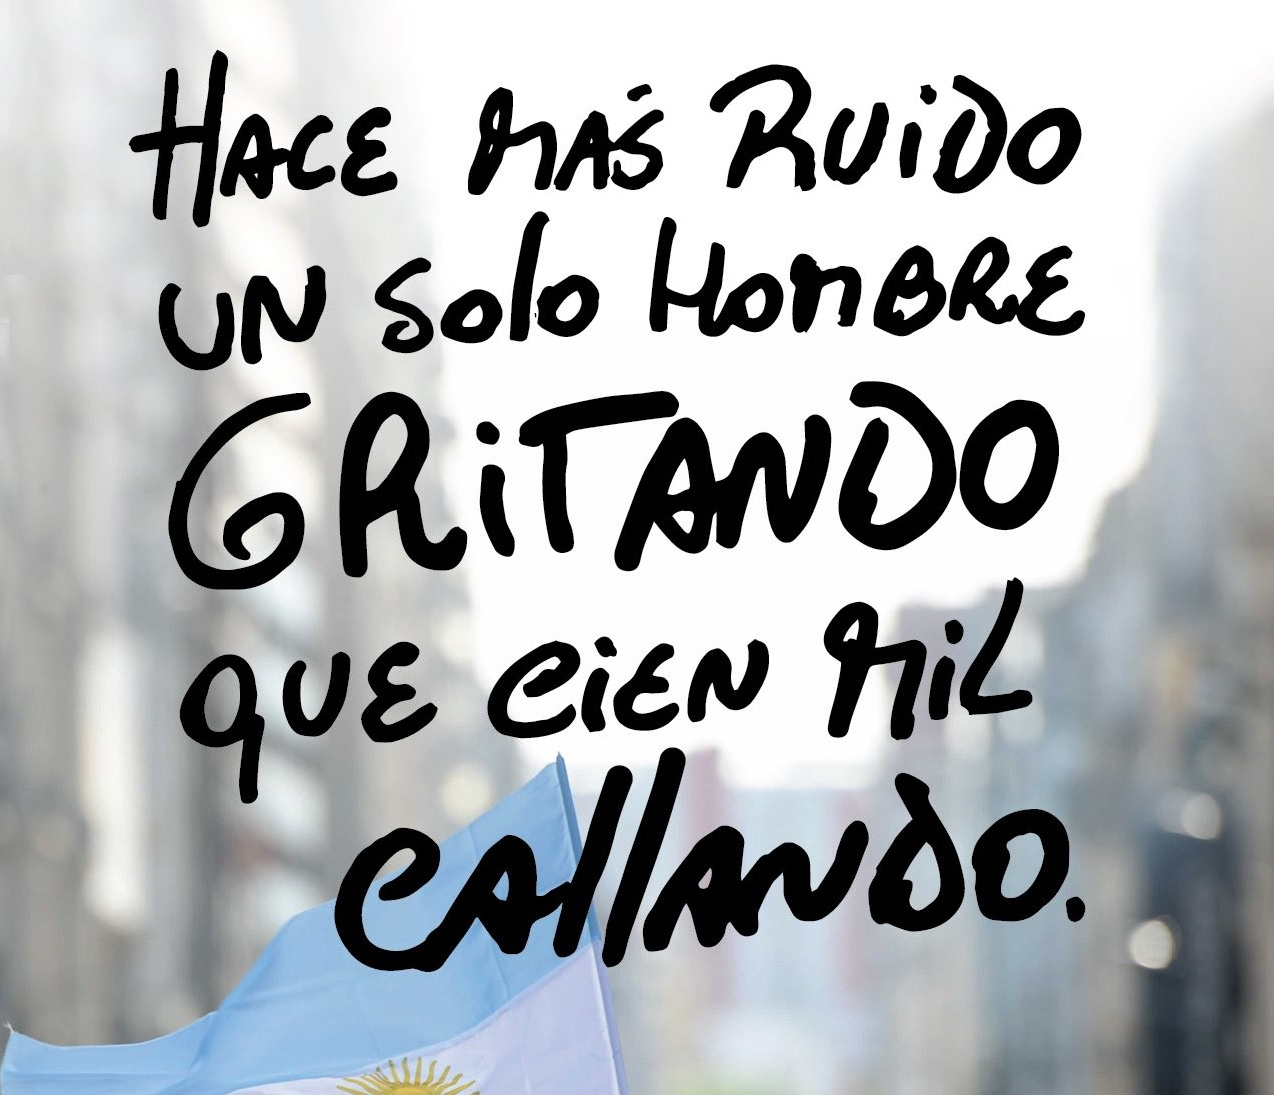 HACE MÁS RUIDO
UN SOLO HOMBRE
GRITANDO
QUE CIEN MIL
CALLANDO.